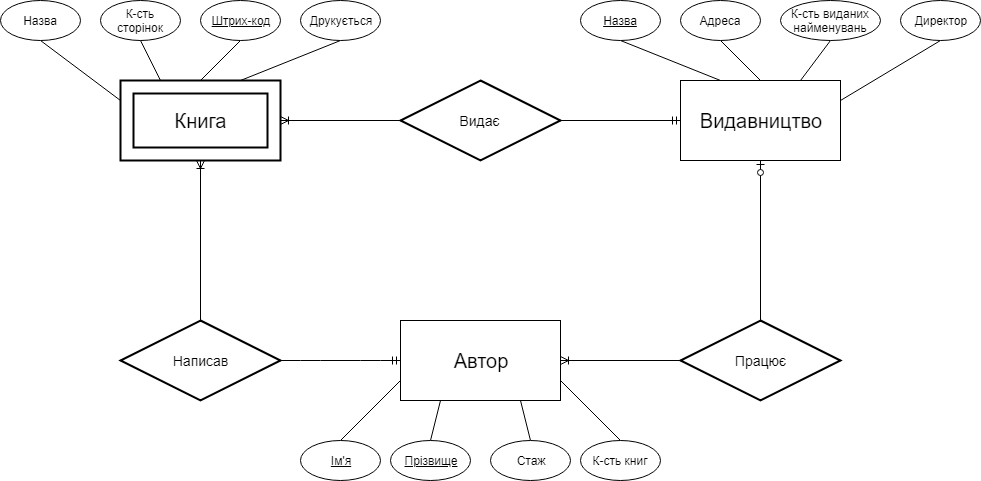 Назва
К-сть
сторінок
Штрих-код
Друкується
Назва
Адреса
К-сть виданих
найменувань
Директор
Книга
Видає
Видавництво
Написав
Автор
Працює
Ім'я
Прізвище
Стаж
К-сть книг